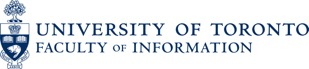 UNIVERSITY OF TORONTO
FACULTY OF INFORMATION